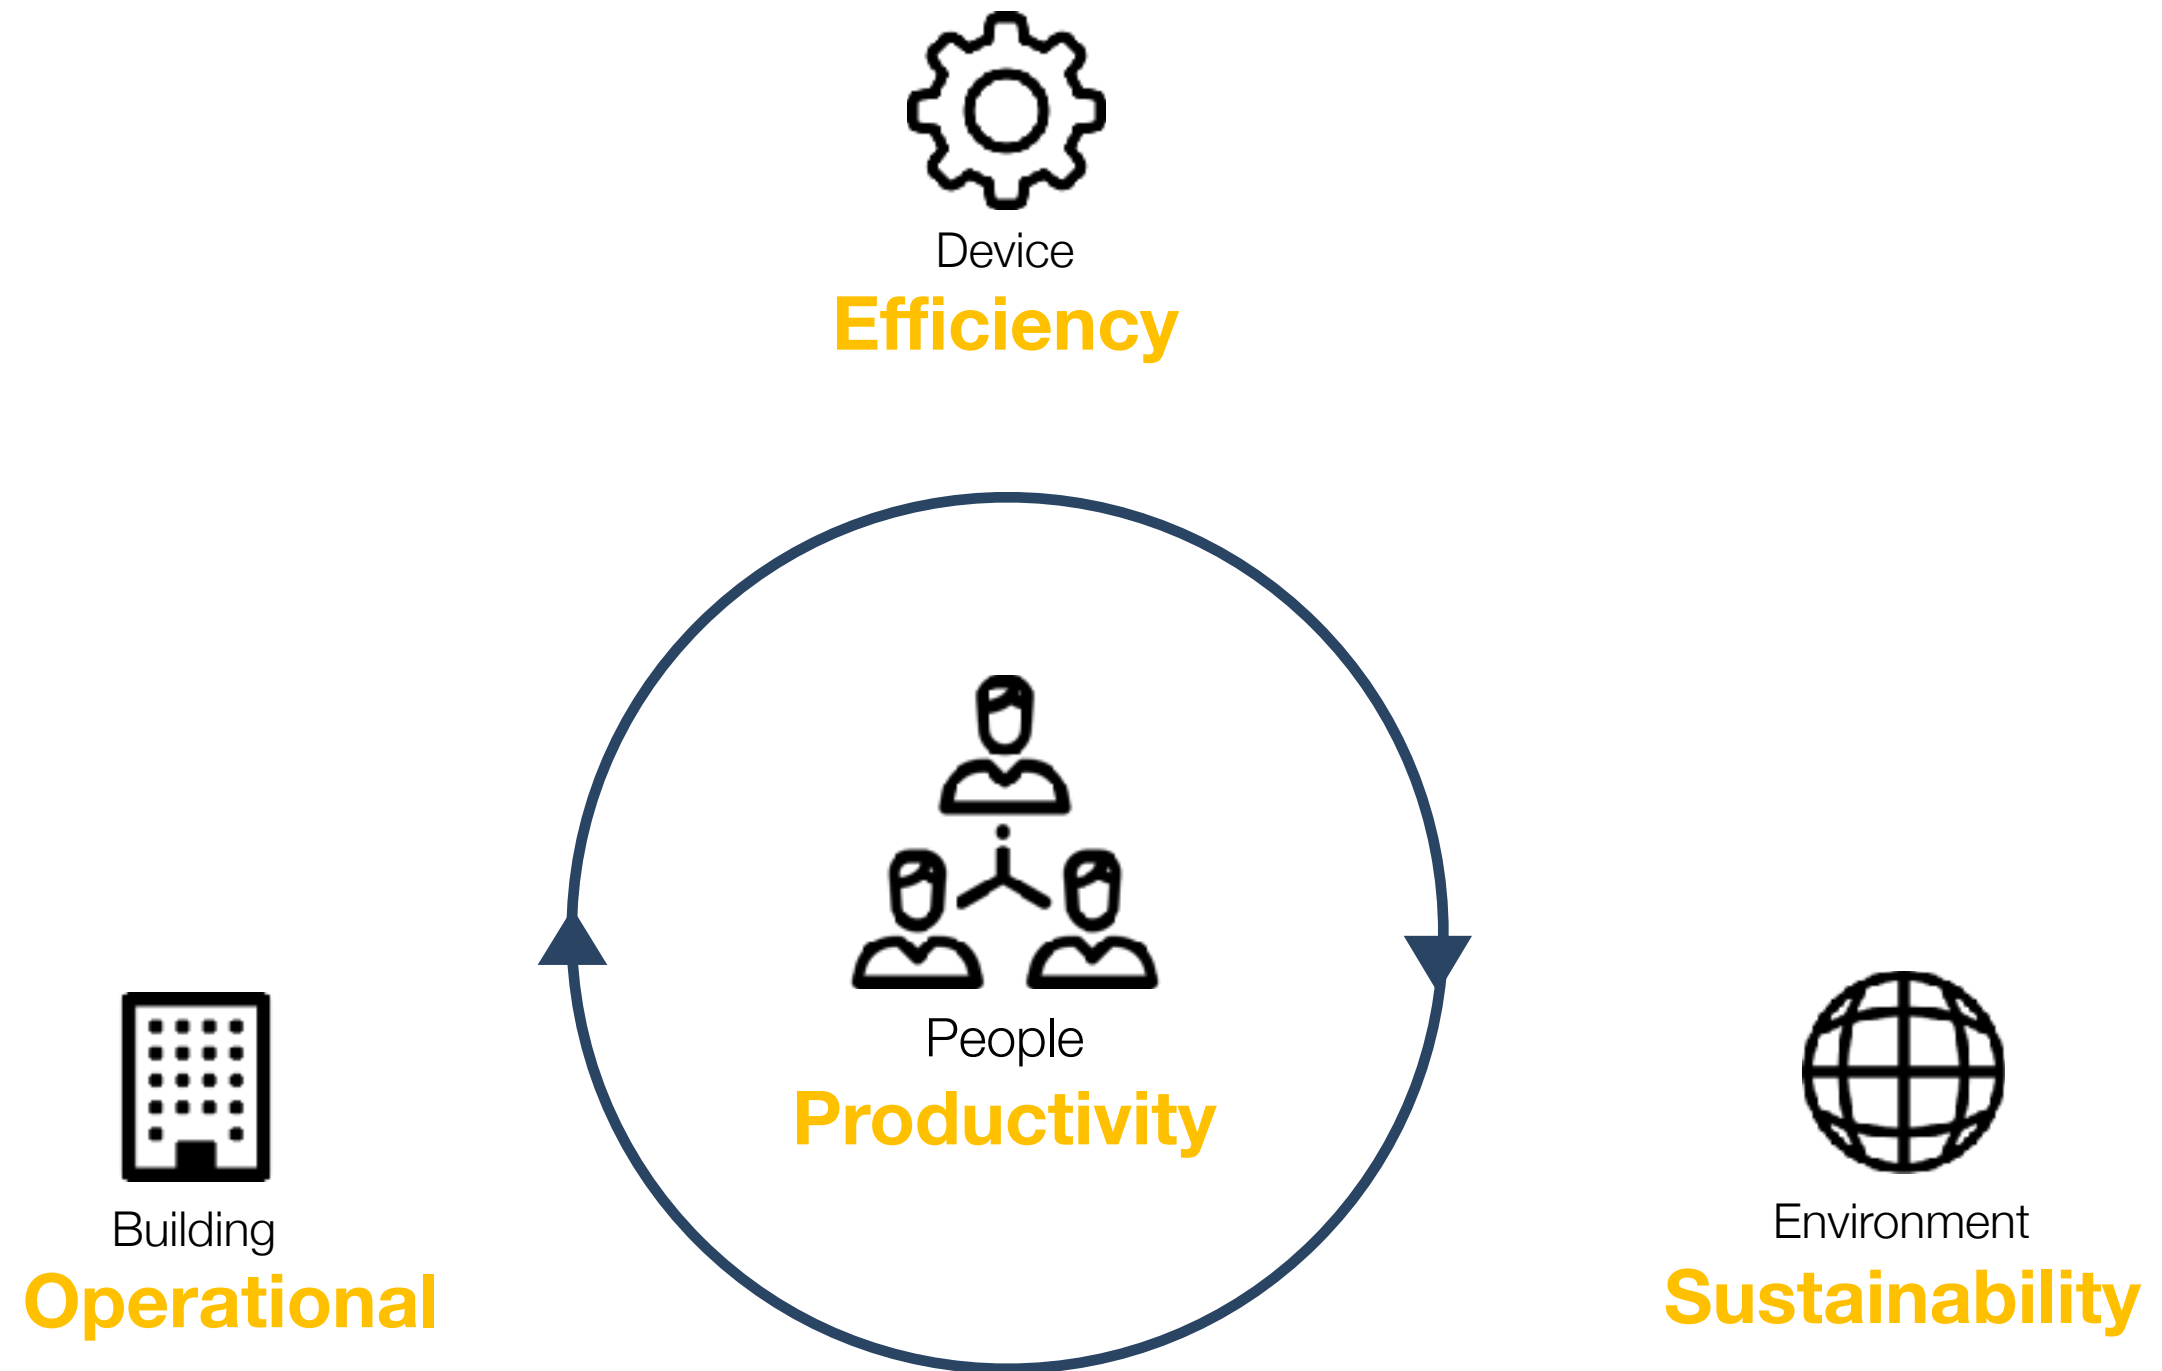 Device
Efficiency
People
Productivity
Building
Operational
Environment
Sustainability